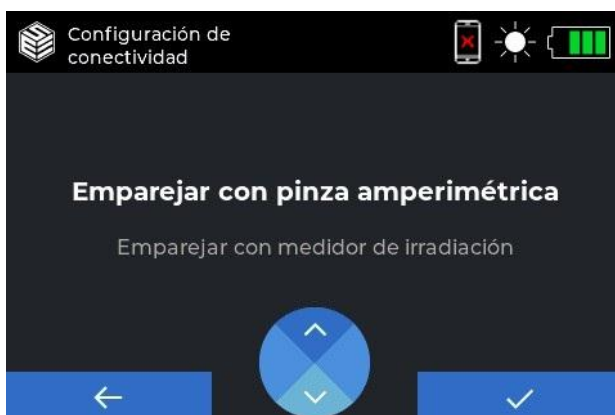 Configuración de
conectividad
Emparejar con pinza amperimétrica
Emparejar con medidor de irradiación